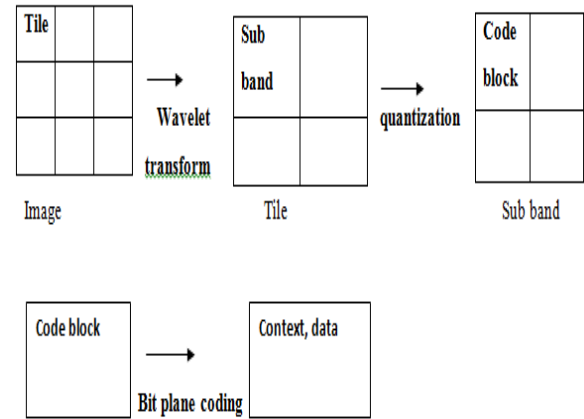 Tile
Sub
band
Code
block
Wavelet
transform
quantization
Image
Tile
Sub band
Code block
Context, data
Bit plane coding